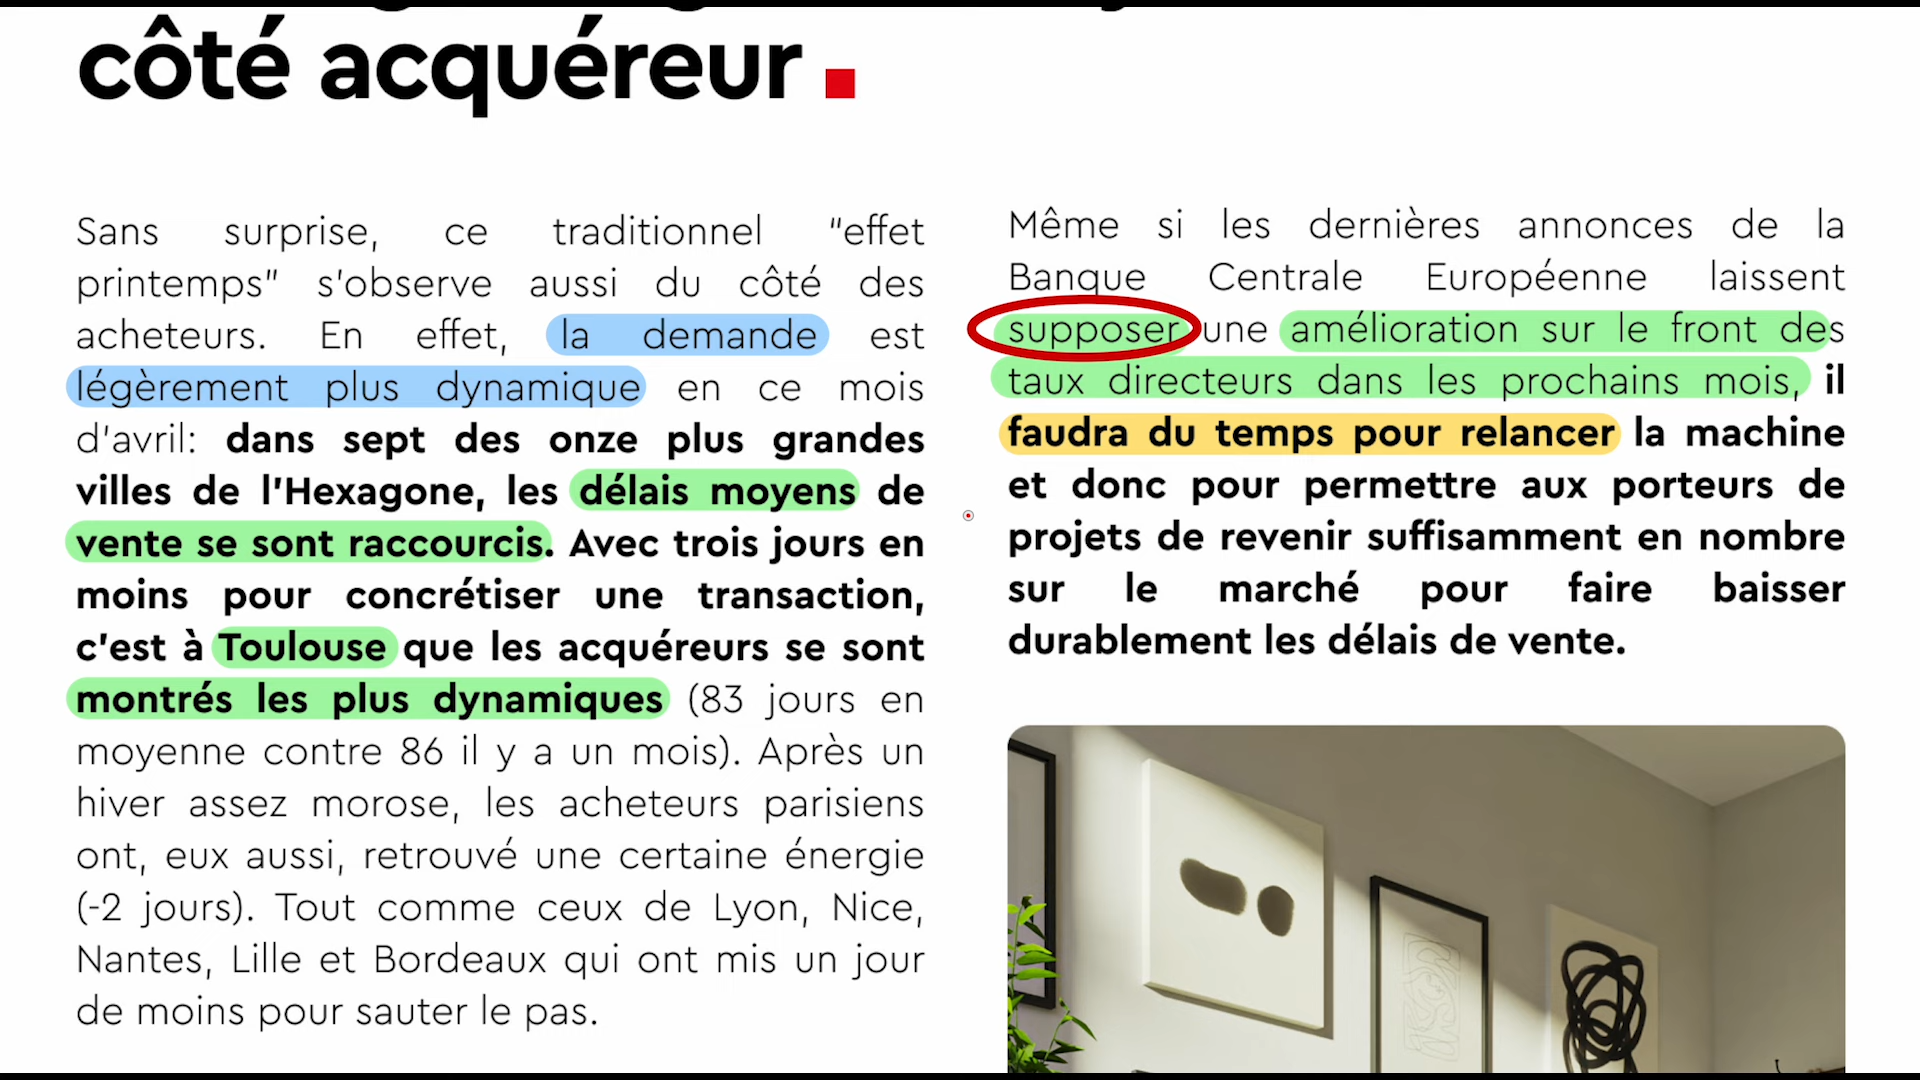 côté acquéreur
Sans surprise, ce traditionnel “effet
printemps” s’observe aussi du côté des
acheteurs. En effet, la demande est
légèrement plus dynamique en ce mois
d’avril: dans sept des onze plus grandes
villes de l’Hexagone, les délais moyens de
vente se sont raccourcis. Avec trois jours en
moins pour concrétiser une transaction,
c’est à Toulouse que les acquéreurs se sont
montrés les plus dynamiques (83 jours en
moyenne contre 86 il y a un mois). Après un
hiver assez morose, les acheteurs parisiens
ont, eux aussi, retrouvé une certaine énergie
(-2 jours). Tout comme ceux de Lyon, Nice,
Nantes, Lille et Bordeaux qui ont mis un jour
de moins pour sauter le pas.
Même si les dernières annonces de la
Banque Centrale Européenne laissent
supposer une amélioration sur le front des
taux directeurs dans les prochains mois, il
faudra du temps pour relancer la machine
et donc pour permettre aux porteurs de
projets de revenir suffisamment en nombre
sur le marché pour faire baisser
durablement les délais de vente.